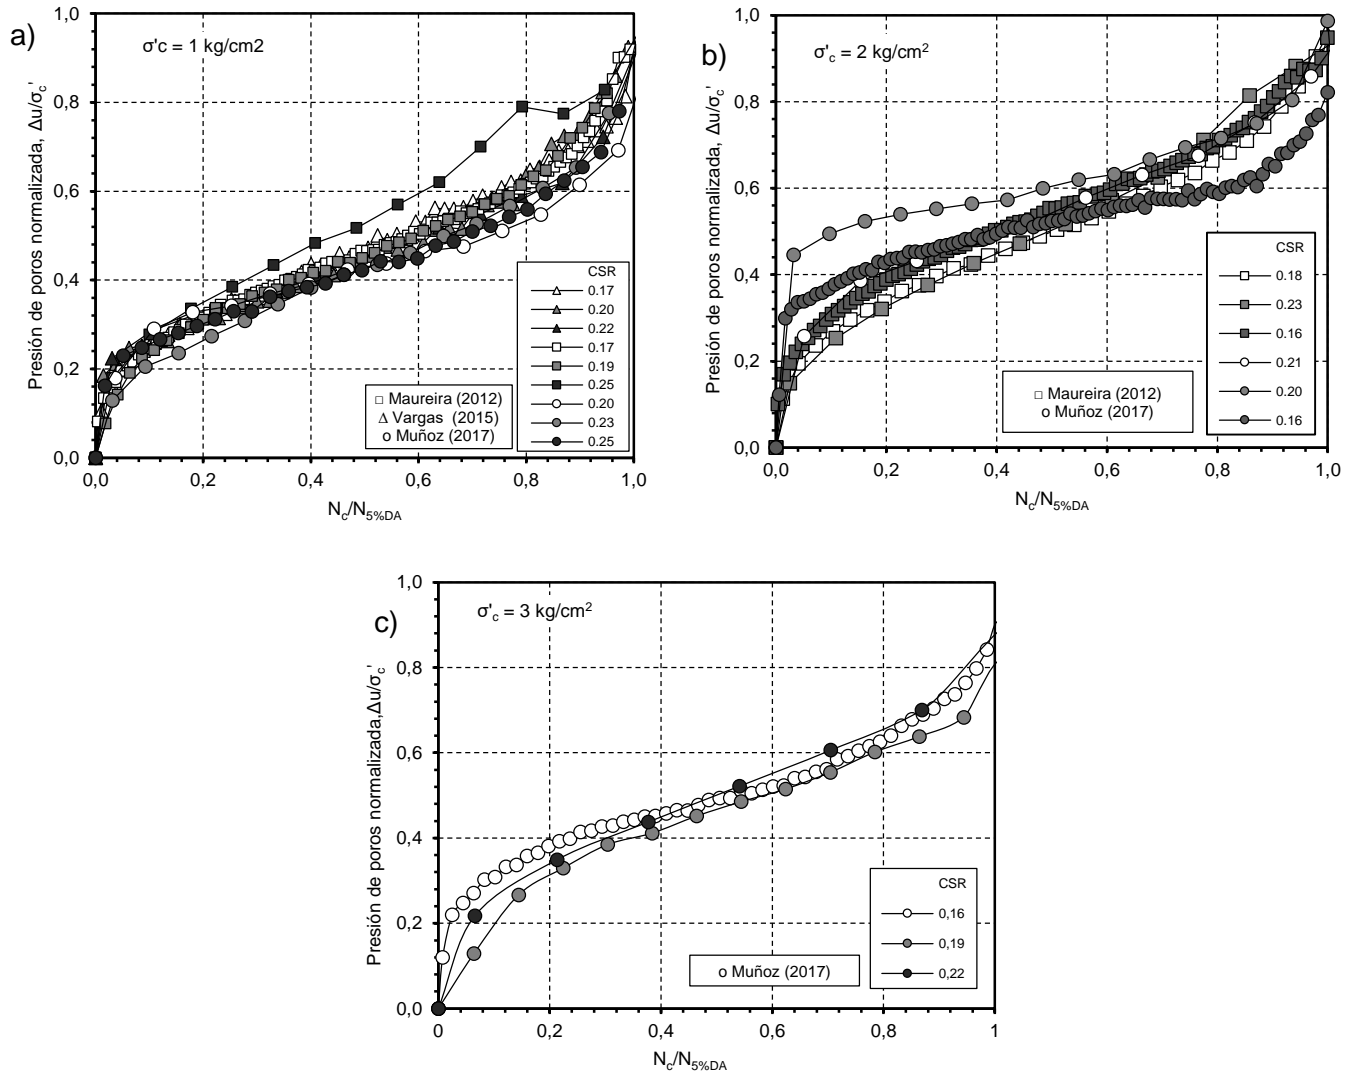 a)
σ'c = 1 kg/cm2
Presión de poros normalizada, Δu/σc'
1,0
0,8
0,6
0,4
0,2
0,0
0,0 0,2 0,4 0,6 0,8 1,0
Nc/N5%DA
CSR
0.17
0.20
0.22
0.17
0.19
0.25
0.20
0.23
0.25
□ Maureira (2012)
Δ Vargas (2015)
o Muñoz (2017)
b)
σ'c = 2 kg/cm2
Presión de poros normalizada, Δu/σc'
1,0
0,8
0,6
0,4
0,2
0,0
0,0 0,2 0,4 0,6 0,8 1,0
Nc/N5%DA
CSR
0.18
0.23
0.16
0.21
0.20
0.16
□ Maureira (2012)
o Muñoz (2017)
c)
σ'c = 3 kg/cm2
Presión de poros normalizada,Δu/σc'
1,0
0,8
0,6
0,4
0,2
0,0
0 0,2 0,4 0,6 0,8 1
Nc/N5%DA
CSR
0,16
0,19
0,22
o Muñoz (2017)